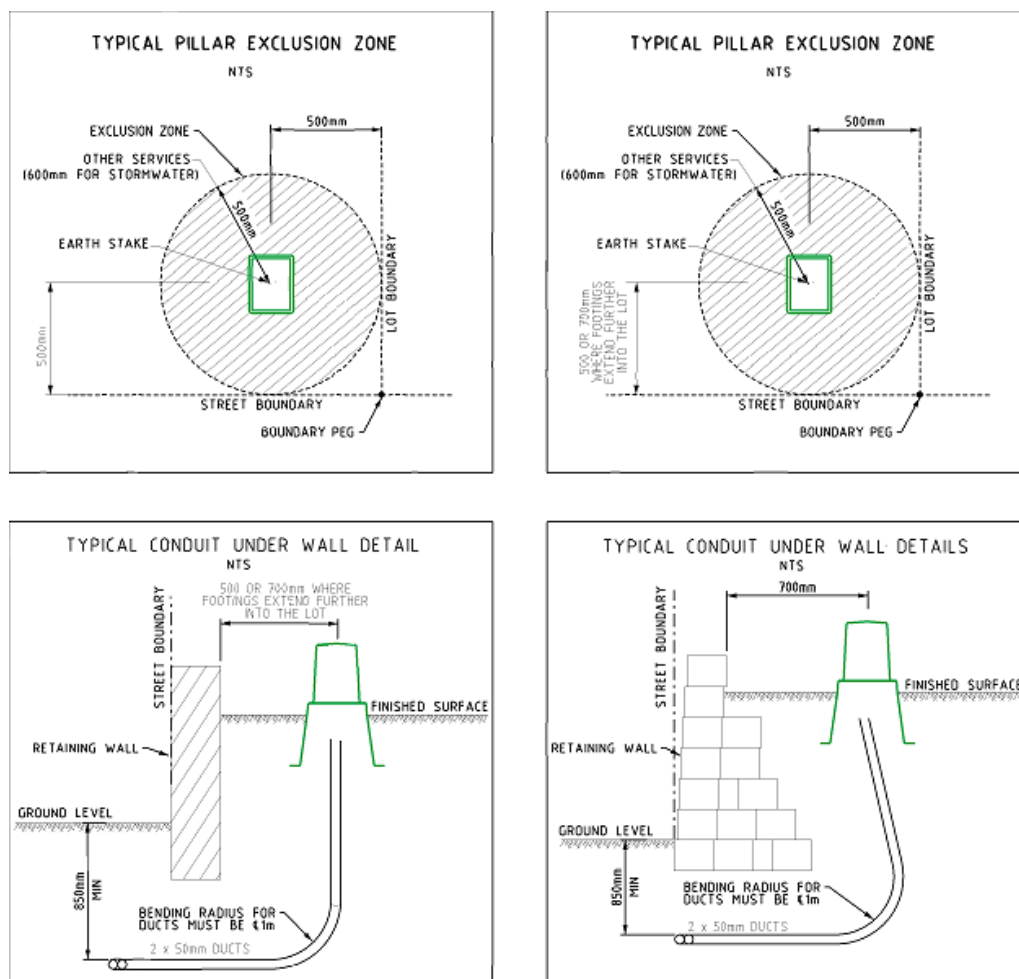 TYPICAL PILLAR EXCLUSION ZONE
NTS
500mm
EXCLUSION ZONE
OTHER SERVICES
(600mm FOR STORMWATER)
500mm
EARTH STAKE
LOT BOUNDARY
500mm
STREET BOUNDARY
BOUNDARY PEG
TYPICAL PILLAR EXCLUSION ZONE
NTS
500mm
EXCLUSION ZONE
OTHER SERVICES
(600mm FOR STORMWATER)
500mm
EARTH STAKE
LOT BOUNDARY
500 OR 700mm
WHERE FOOTINGS
EXTEND FURTHER
INTO THE LOT
STREET BOUNDARY
BOUNDARY PEG
TYPICAL CONDUIT UNDER WALL DETAIL
NTS
500 OR 700mm WHERE
FOOTINGS EXTEND FURTHER
INTO THE LOT
STREET BOUNDARY
FINISHED SURFACE
RETAINING WALL
GROUND LEVEL
850mm
MIN
BENDING RADIUS FOR
DUCTS MUST BE ₵1m
2 x 50mm DUCTS
TYPICAL CONDUIT UNDER WALL DETAILS
NTS
700mm
STREET BOUNDARY
FINISHED SURFACE
RETAINING WALL
GROUND LEVEL
850mm
MIN
BENDING RADIUS FOR
DUCTS MUST BE ₵1m
2 x 50mm DUCTS